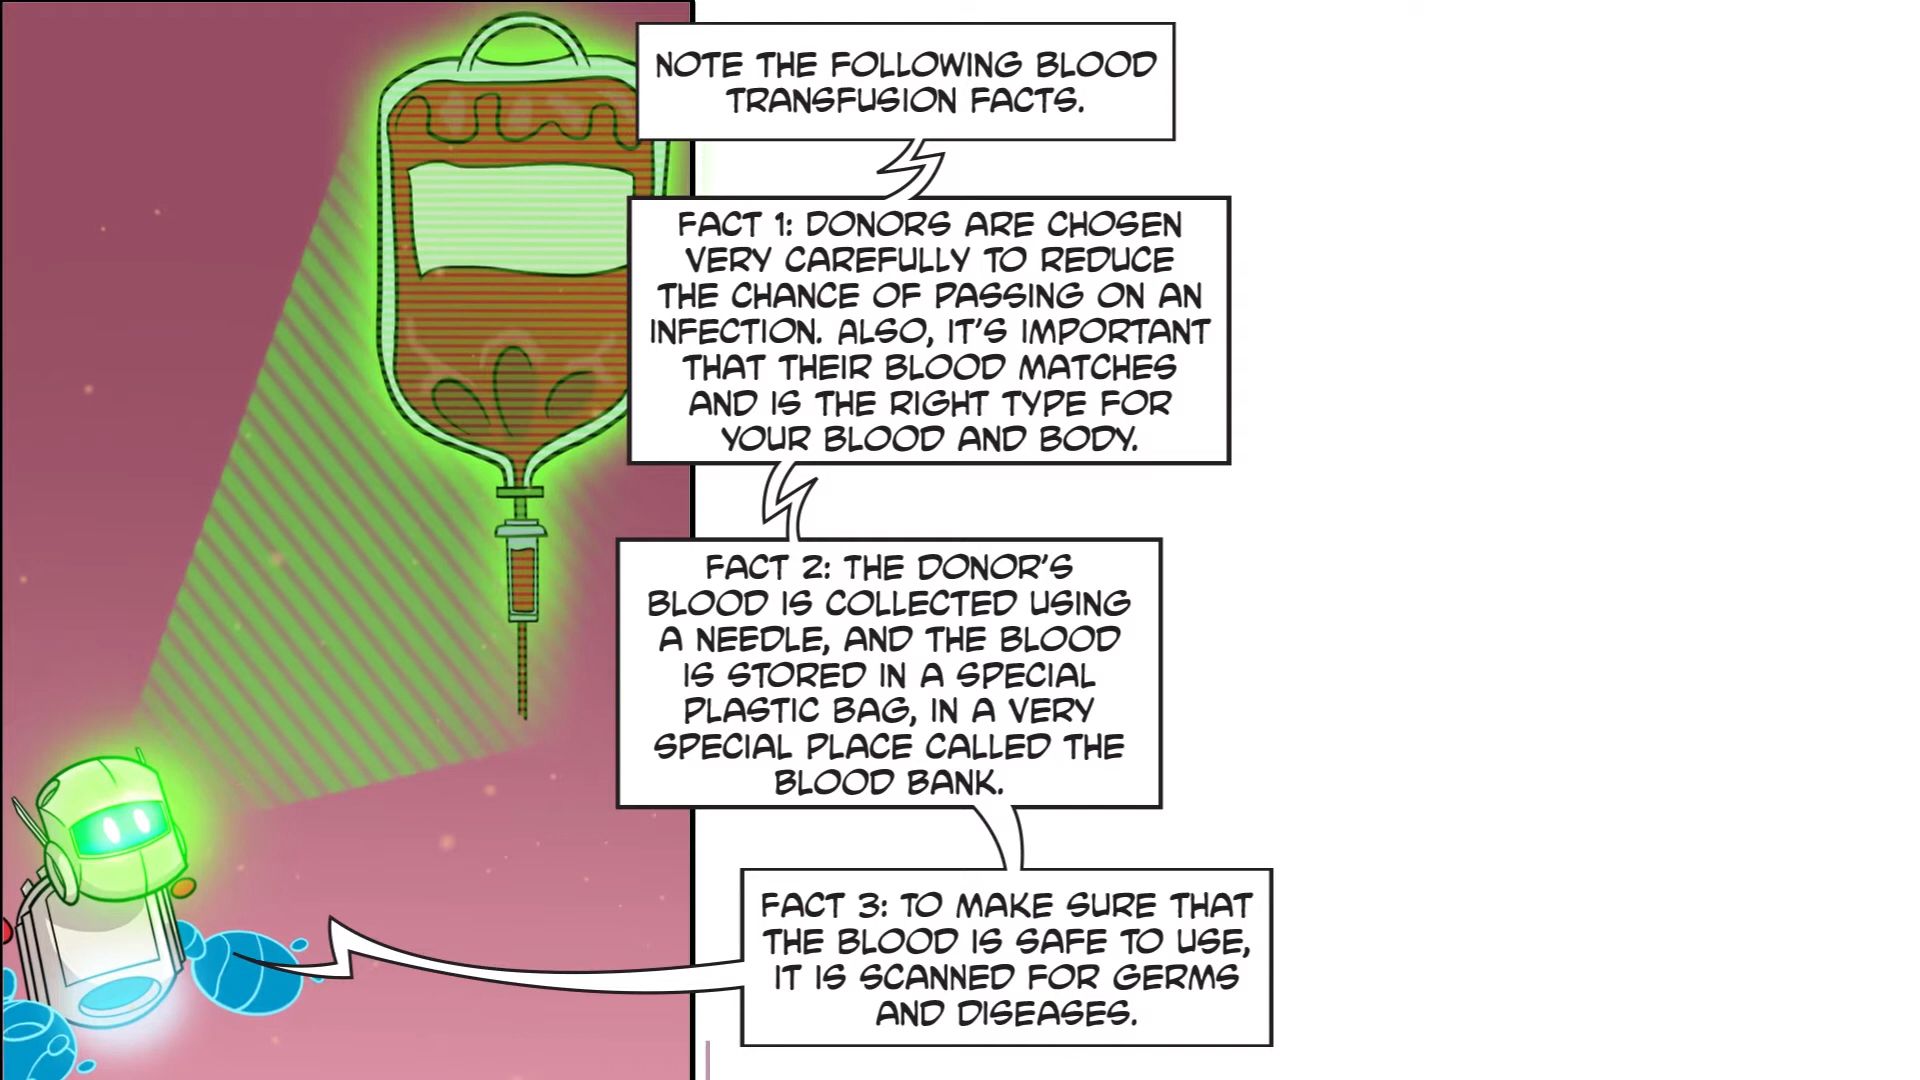 NOTE THE FOLLOWING BLOOD
TRANSFUSION FACTS.
FACT 1: DONORS ARE CHOSEN
VERY CAREFULLY TO REDUCE
THE CHANCE OF PASSING ON AN
INFECTION. ALSO, IT'S IMPORTANT
THAT THEIR BLOOD MATCHES
AND IS THE RIGHT TYPE FOR
YOUR BLOOD AND BODY.
FACT 2: THE DONOR'S
BLOOD IS COLLECTED USING
A NEEDLE, AND THE BLOOD
IS STORED IN A SPECIAL
PLASTIC BAG, IN A VERY
SPECIAL PLACE CALLED THE
BLOOD BANK.
FACT 3: TO MAKE SURE THAT
THE BLOOD IS SAFE TO USE,
IT IS SCANNED FOR GERMS
AND DISEASES.